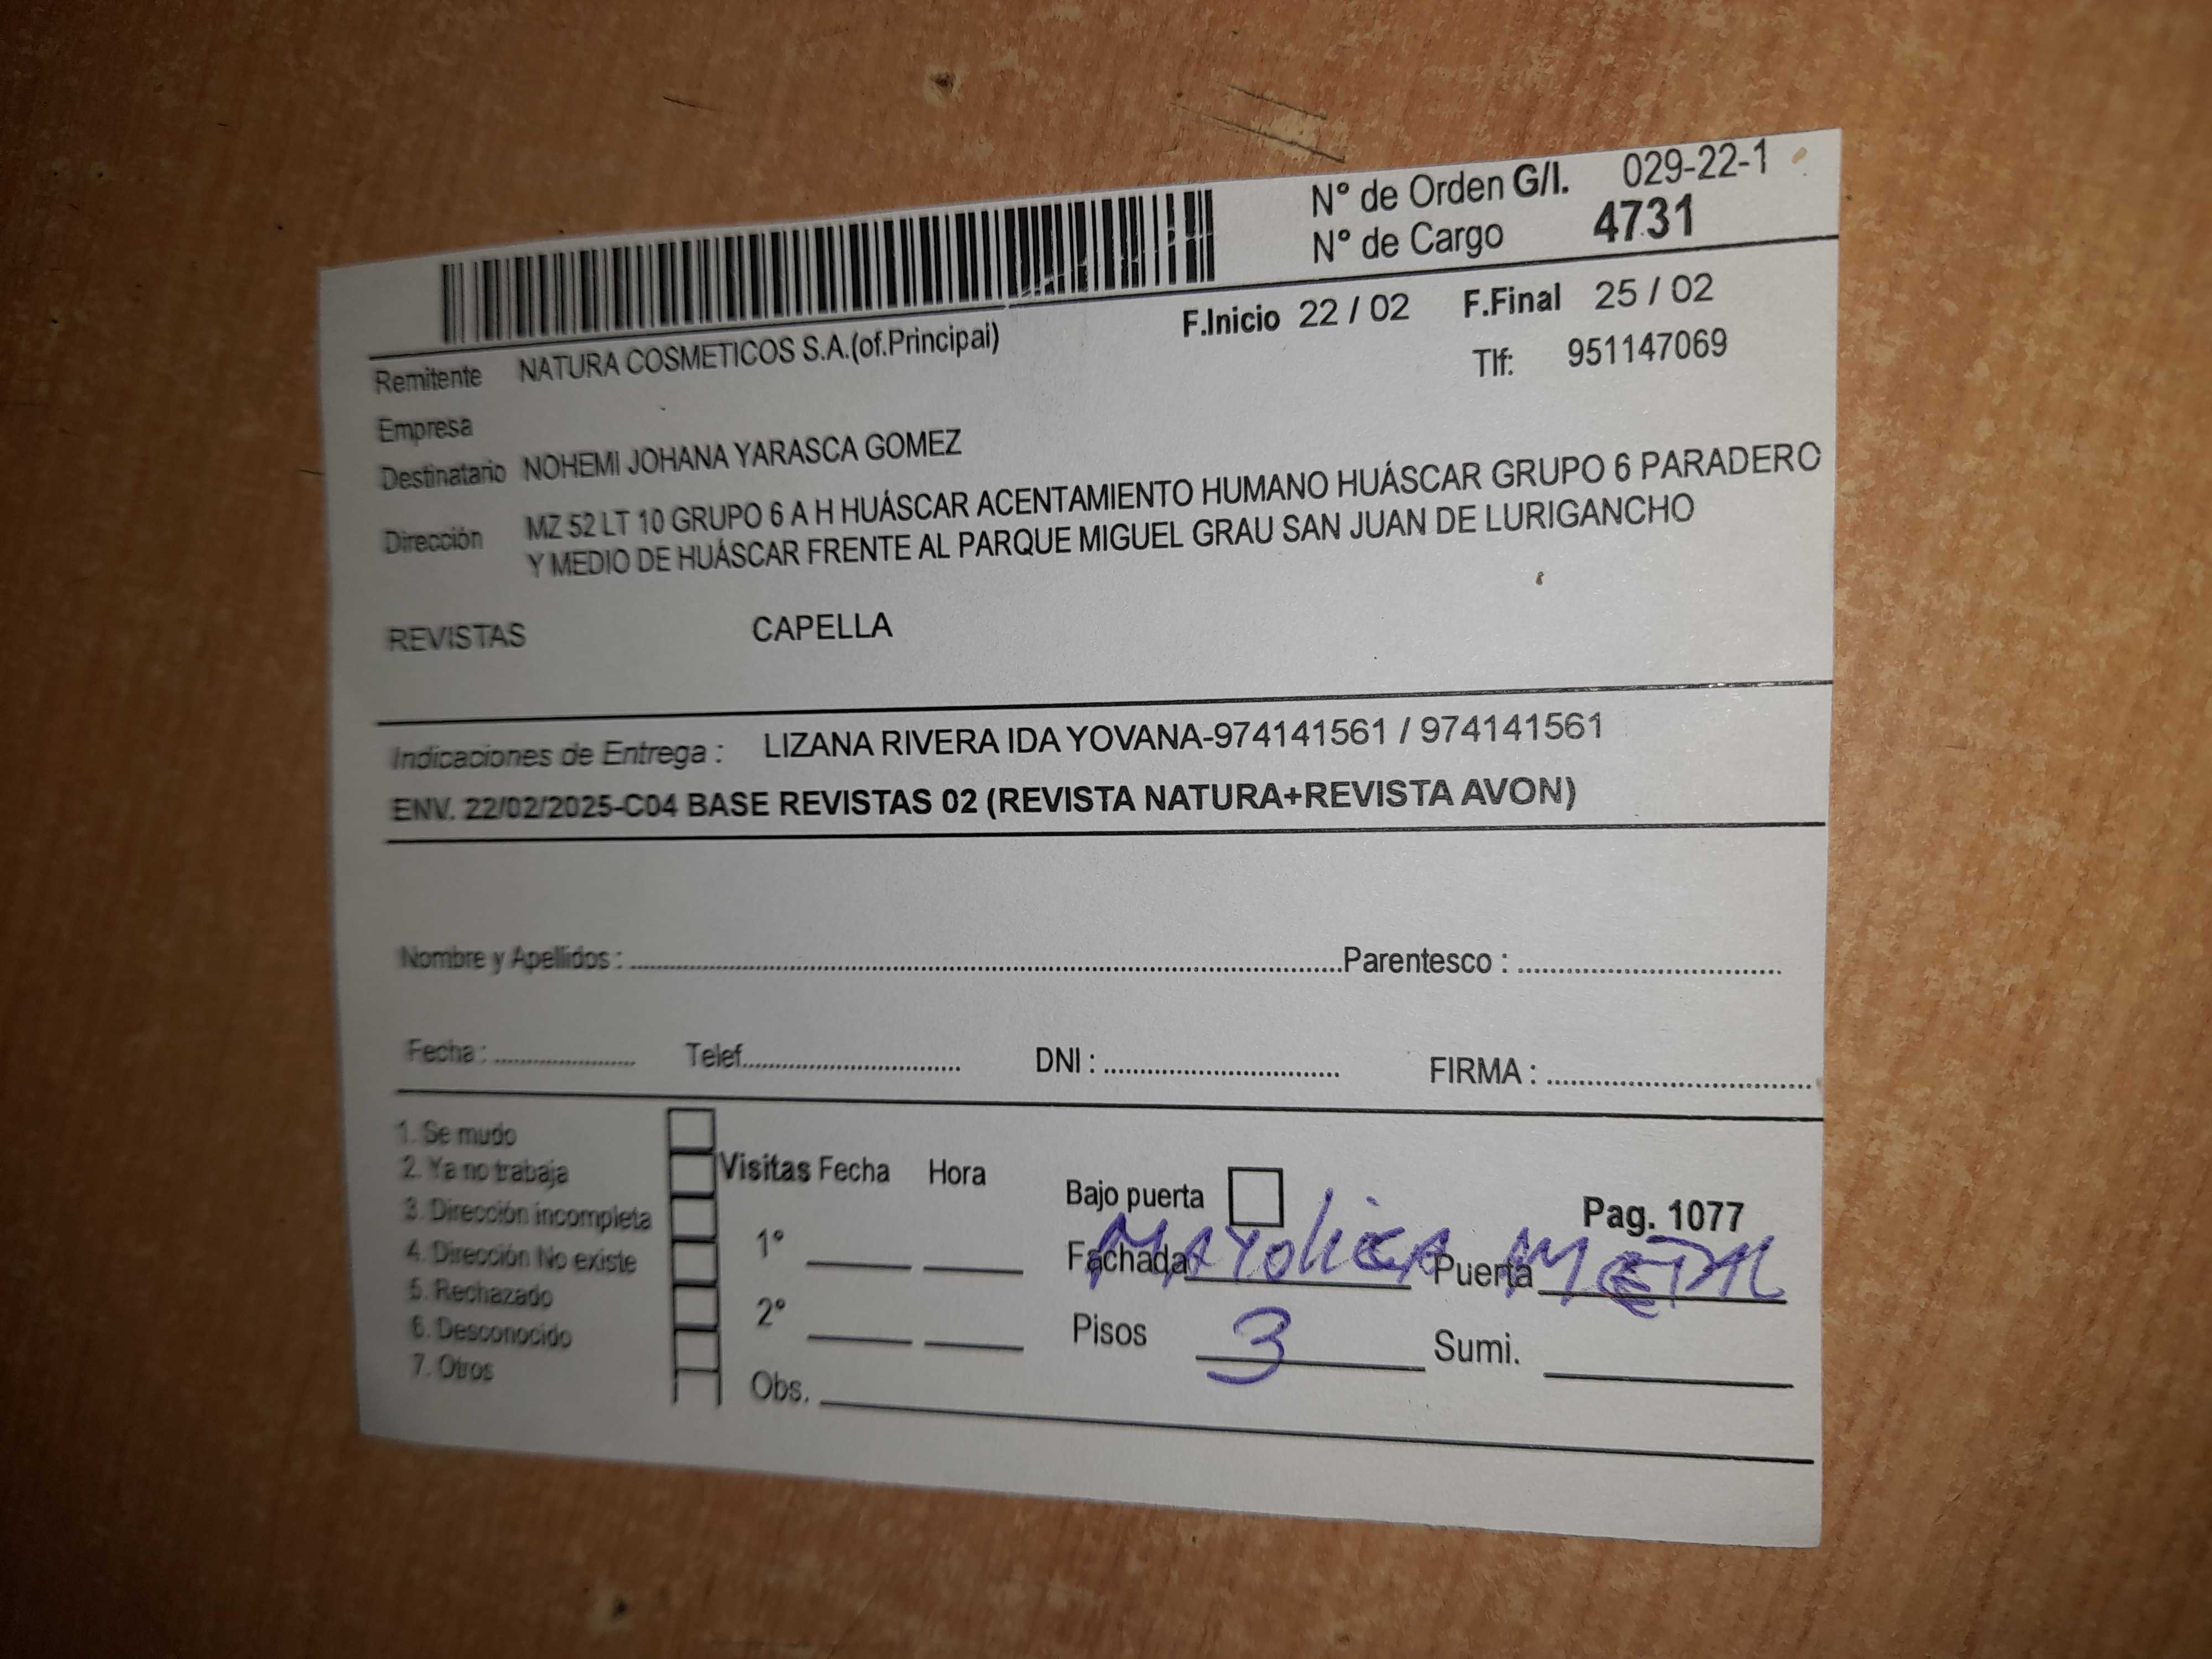 N° de Orden G/I. 029-22-1
N° de Cargo 4731
F.Inicio 22 / 02 F.Final 25 / 02
Remitente NATURA COSMETICOS S.A.(of.Principal)
Tlf: 951147069
Empresa
Destinatario NOHEMI JOHANA YARASCA GOMEZ
Dirección MZ 52 LT 10 GRUPO 6 A H HUÁSCAR ACENTAMIENTO HUMANO HUÁSCAR GRUPO 6 PARADERO
Y MEDIO DE HUÁSCAR FRENTE AL PARQUE MIGUEL GRAU SAN JUAN DE LURIGANCHO
REVISTAS CAPELLA
Indicaciones de Entrega : LIZANA RIVERA IDA YOVANA-974141561 / 974141561
ENV. 22/02/2025-C04 BASE REVISTAS 02 (REVISTA NATURA+REVISTA AVON)
Nombre y Apellidos : Parentesco :
Fecha : Telef. DNI : FIRMA :
1. Se mudo
2. Ya no trabaja
3. Dirección incompleta
4. Dirección No existe
5. Rechazado
6. Desconocido
7. Otros
Visitas Fecha Hora
1°
2°
Obs.
Bajo puerta Pag. 1077
Fachada MAYOLICA Puerta METAL
Pisos 3 Sumi.